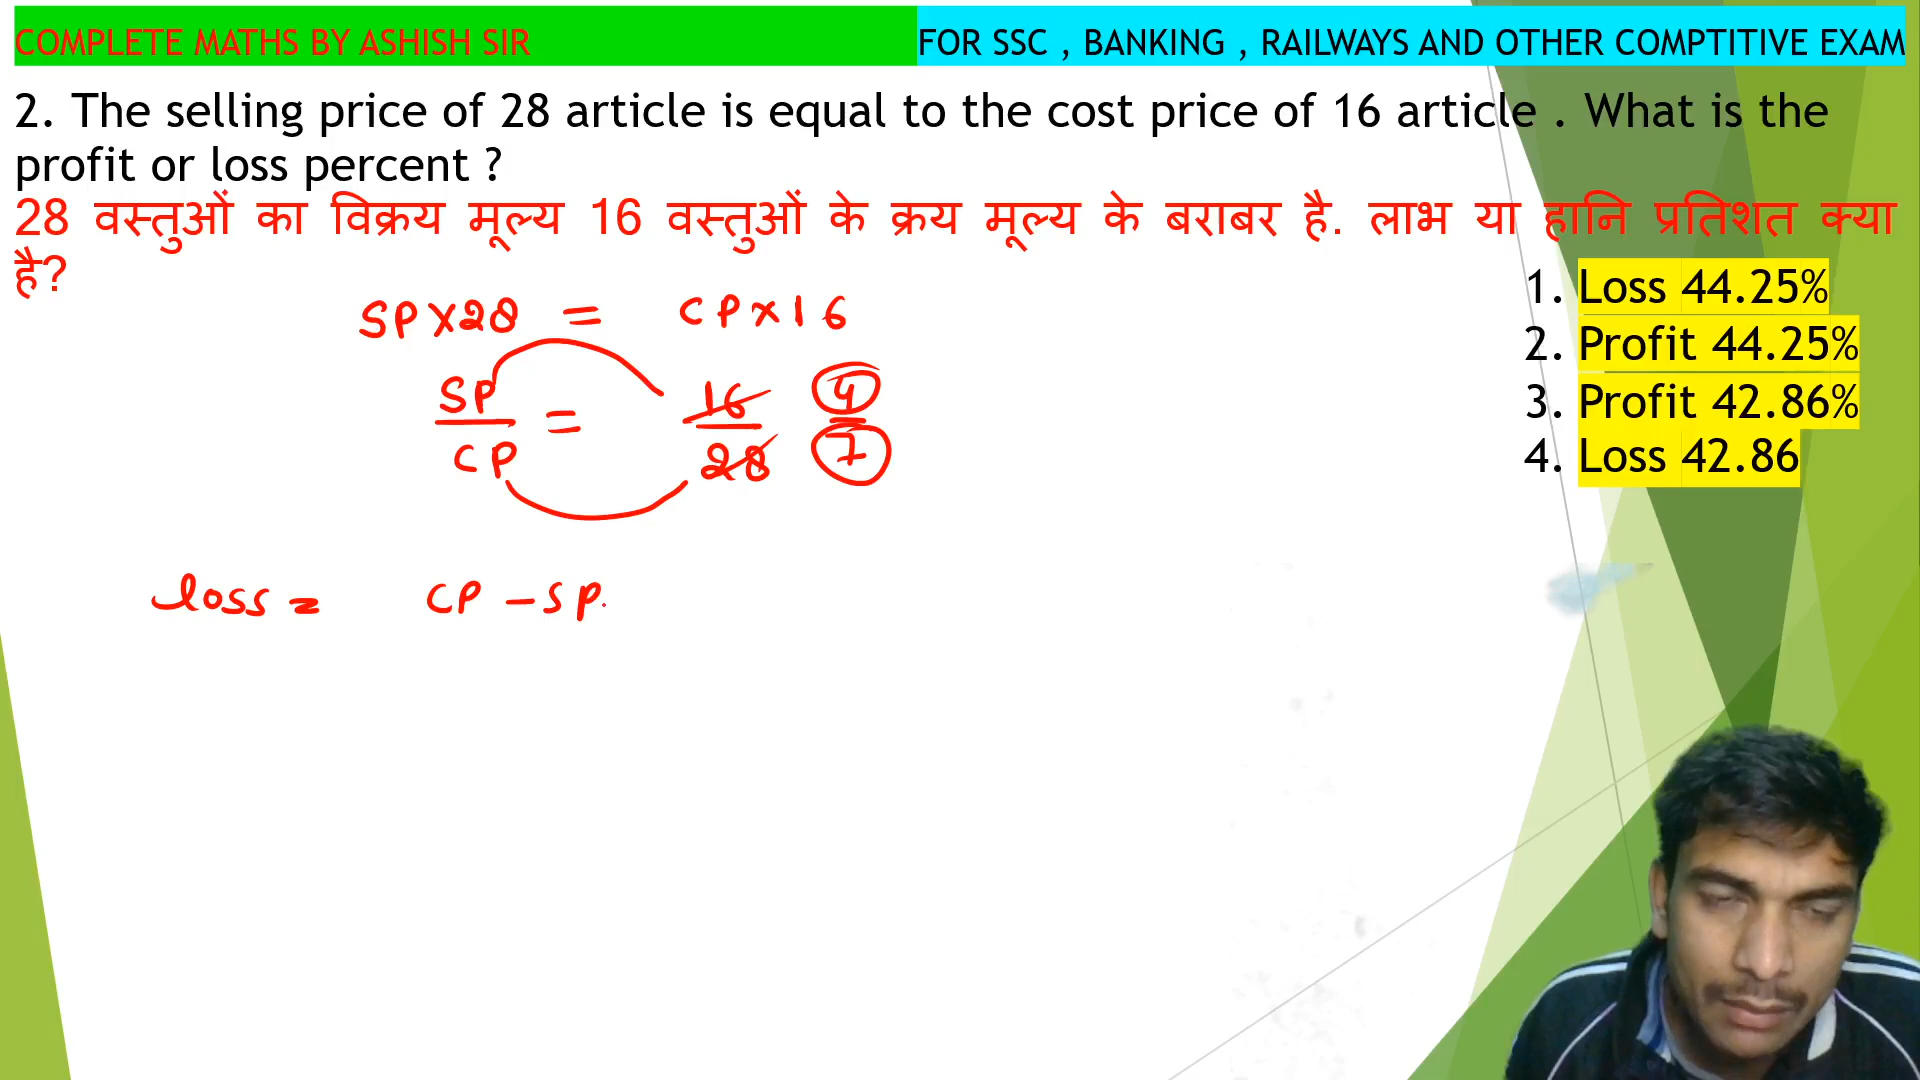 COMPLETE MATHS BY ASHISH SIR
FOR SSC , BANKING , RAILWAYS AND OTHER COMPTITIVE EXAM
2. The selling price of 28 article is equal to the cost price of 16 article . What is the
profit or loss percent ?
28 वस्तुओं का विक्रय मूल्य 16 वस्तुओं के क्रय मूल्य के बराबर है. लाभ या हानि प्रतिशत क्या
है?
1. Loss 44.25%
2. Profit 44.25%
3. Profit 42.86%
4. Loss 42.86
SP×28 = CP×16
SP 16 4
CP = 28 7
loss = CP - SP